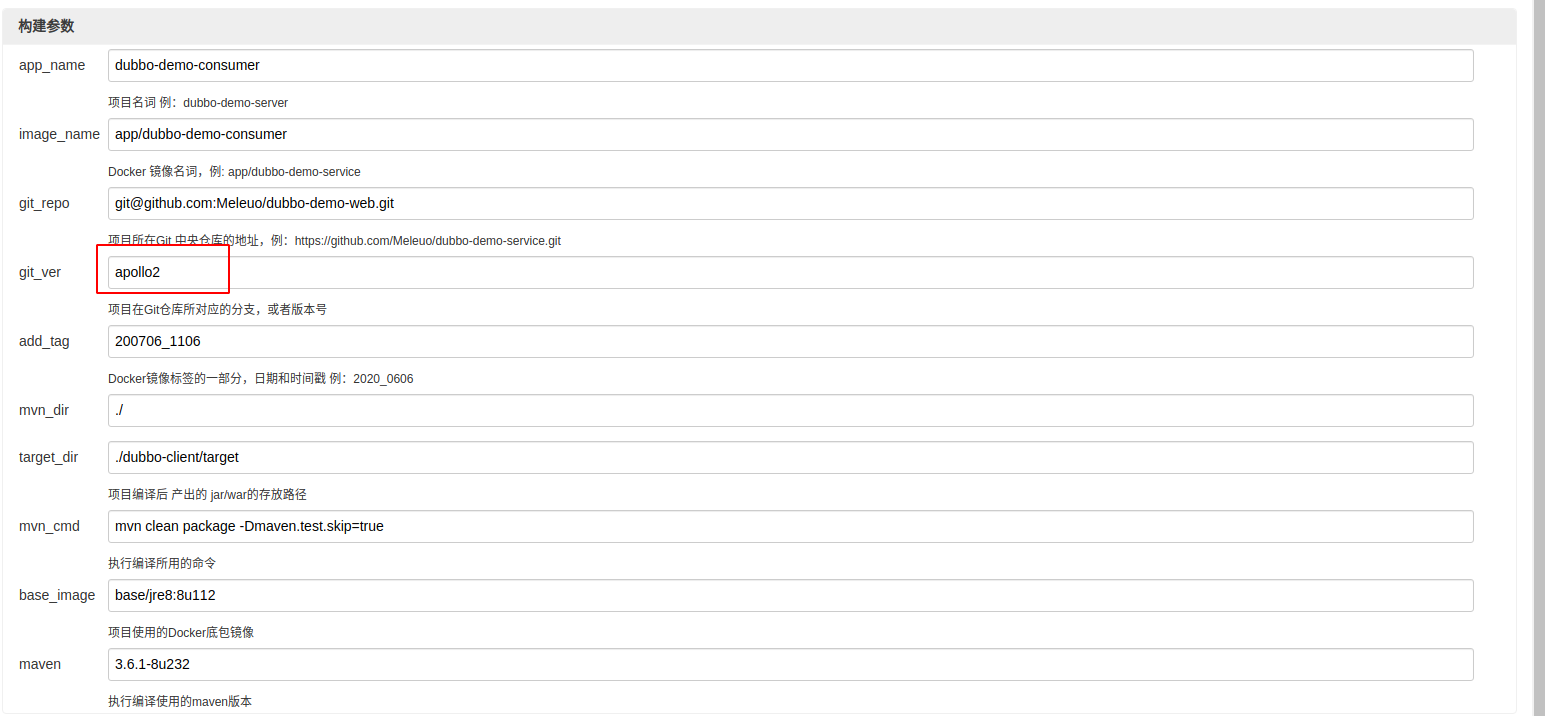 构建参数
app_name dubbo-demo-consumer
项目名词 例：dubbo-demo-server
image_name app/dubbo-demo-consumer
Docker 镜像名词，例: app/dubbo-demo-service
git_repo git@github.com:Meleuo/dubbo-demo-web.git
项目所在Git 中央仓库的地址，例：https://github.com/Meleuo/dubbo-demo-service.git
git_ver apollo2
项目在Git仓库所对应的分支，或者版本号
add_tag 200706_1106
Docker镜像标签的一部分，日期和时间戳 例：2020_0606
mvn_dir ./
target_dir ./dubbo-client/target
项目编译后 产出的 jar/war的存放路径
mvn_cmd mvn clean package -Dmaven.test.skip=true
执行编译所用的命令
base_image base/jre8:8u112
项目使用的Docker底包镜像
maven 3.6.1-8u232
执行编译使用的maven版本